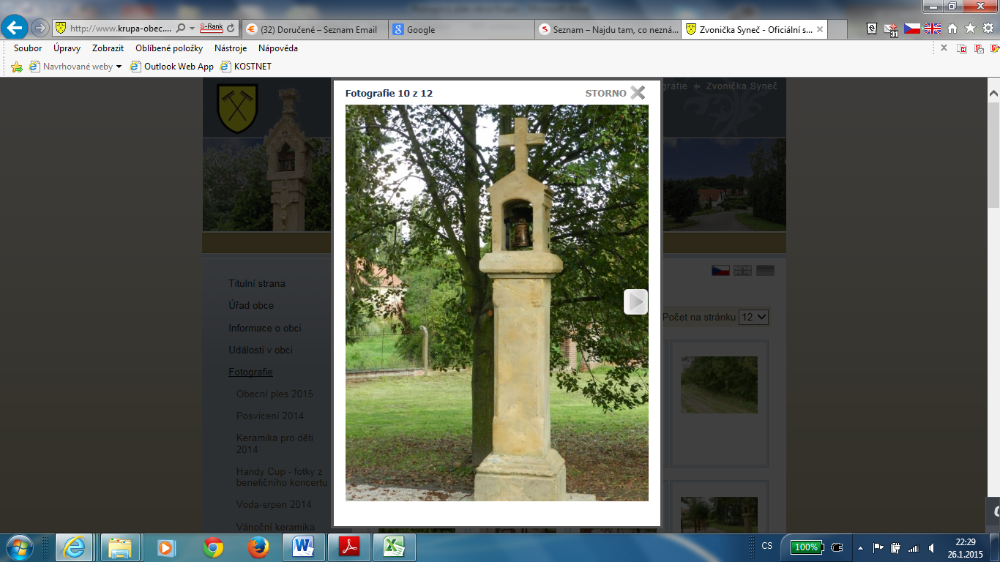 http://www.krupa-obec....
S-Rank
(32) Doručené – Seznam Email
Google
Seznam – Najdu tam, co nezná...
Zvonička Syneč - Oficiální s...
31
Soubor Úpravy Zobrazit Oblíbené položky Nástroje Nápověda
Navrhované weby Outlook Web App KOSTNET
Fotografie 10 z 12 STORNO
grafie Zvonička Syneč
Titulní strana
Úřad obce
Informace o obci
Události v obci
Fotografie
Obecní ples 2015
Posvícení 2014
Keramika pro děti
2014
Handy Cup - fotky z
benefičního koncertu
Voda-srpen 2014
Vánoční keramika
Počet na stránku 12
CS 100% 22:29
26.1.2015